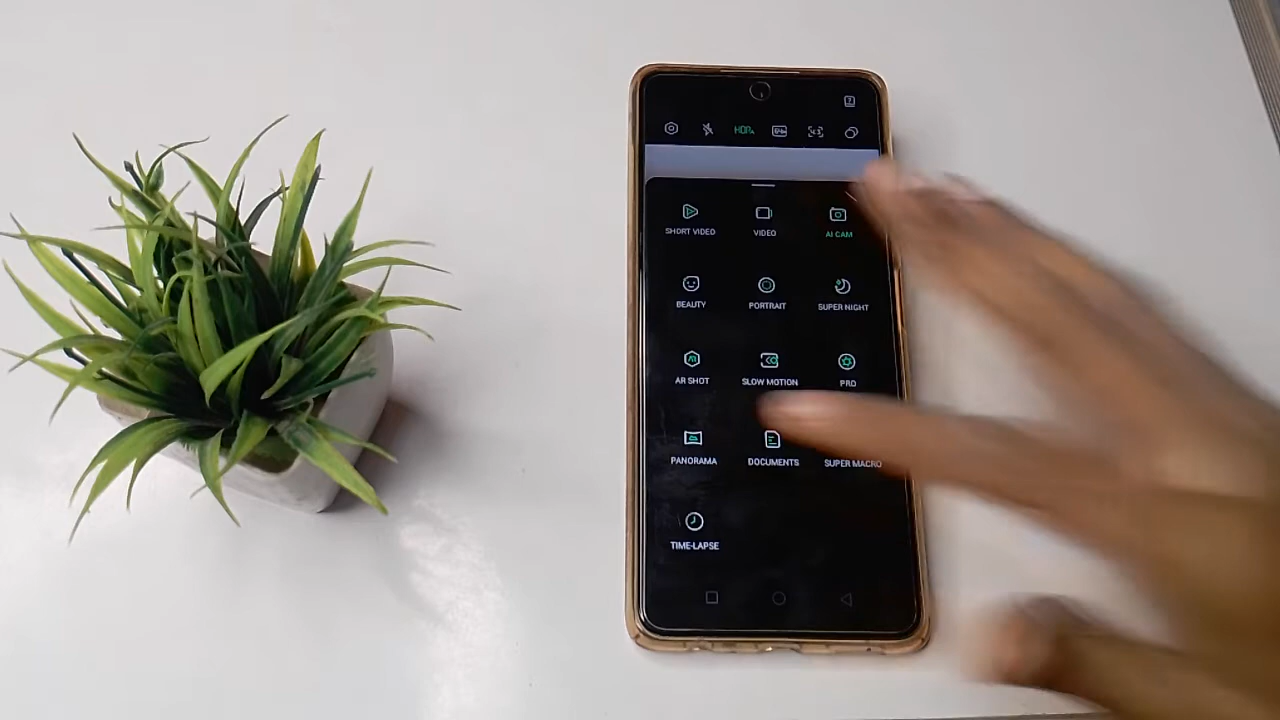 HDR
SHORT VIDEO VIDEO AI CAM
BEAUTY PORTRAIT SUPER NIGHT
AR SHOT SLOW MOTION PRO
PANORAMA DOCUMENTS SUPER MACRO
TIME-LAPSE